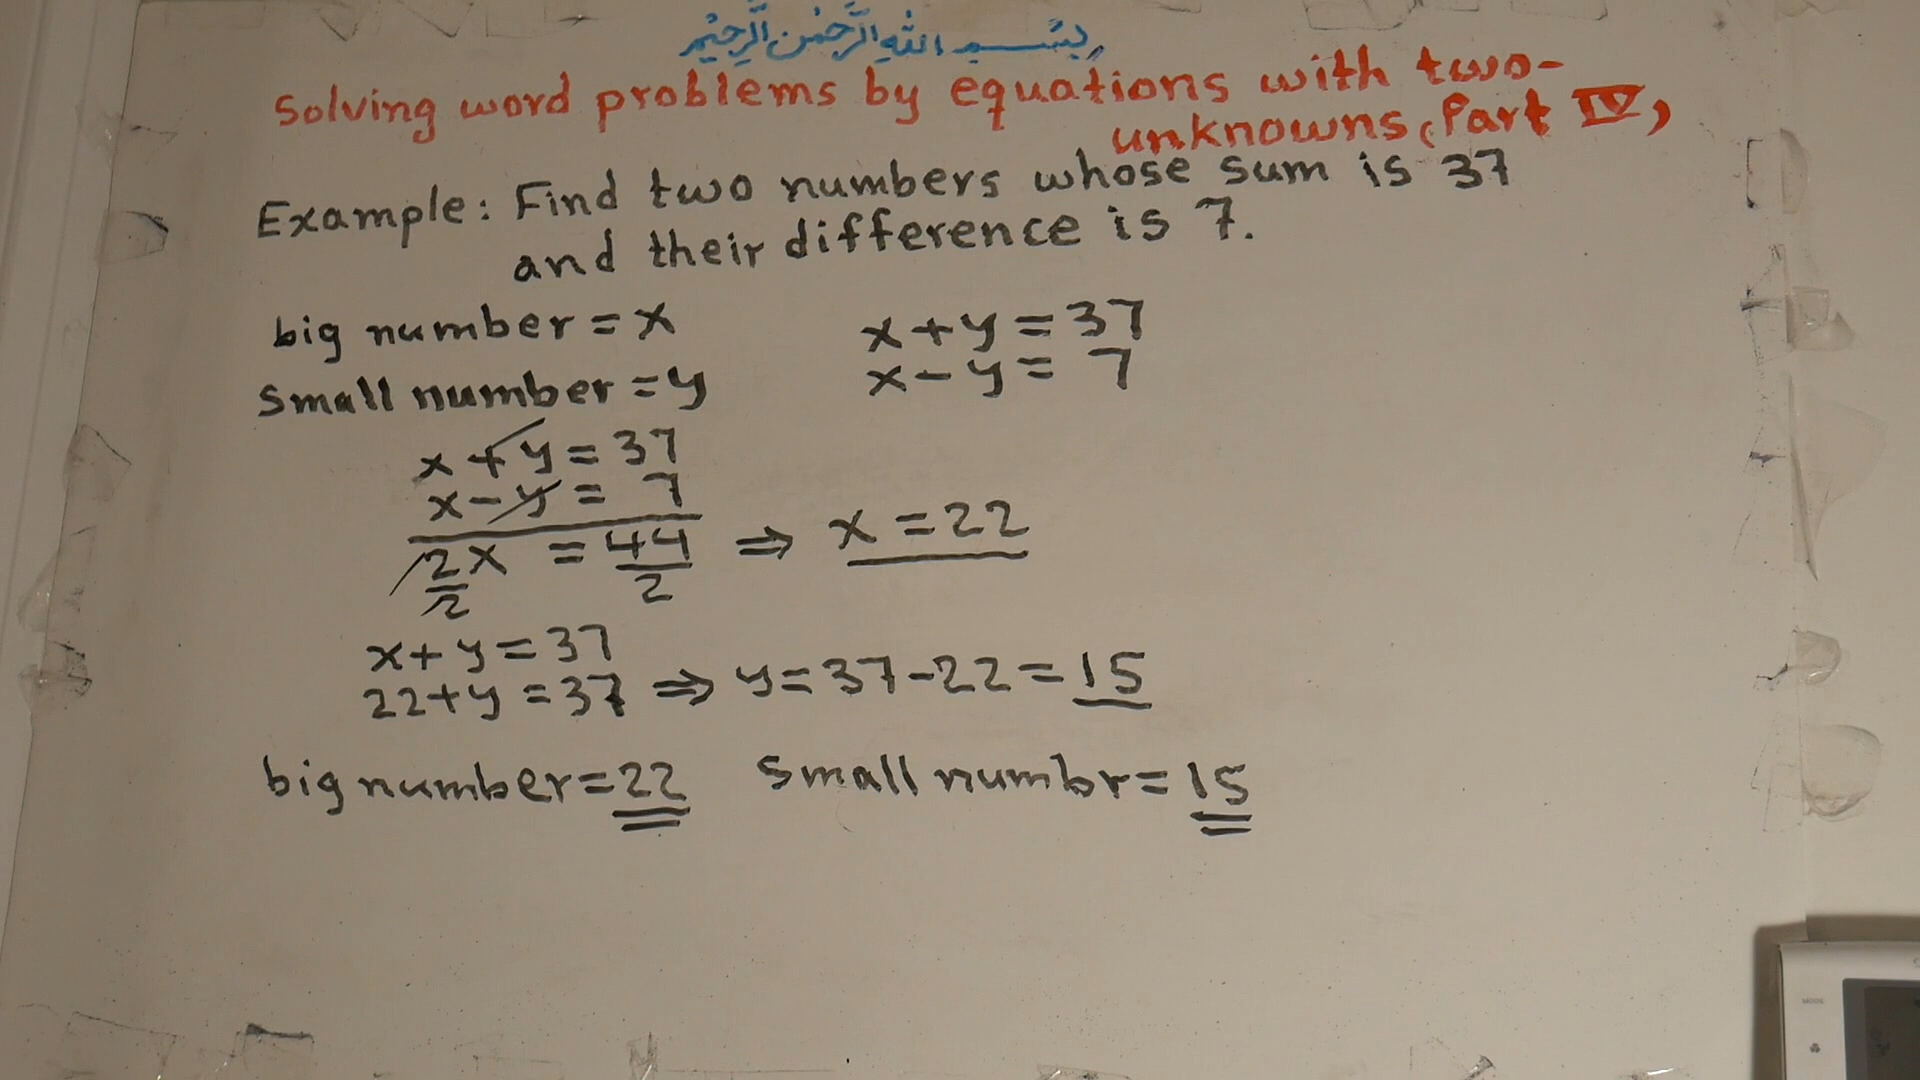 بِسْمِ اللهِ الرَّحْمٰنِ الرَّحِيْمِ
Solving word problems by equations with two-
unknowns, Part IV,
Example: Find two numbers whose sum is 37
and their difference is 7.
big number = x
x + y = 37
Small number = y
x - y = 7
x + y = 37
x - y = 7
2x/2 = 44/2 ⇒ x = 22
x + y = 37
22 + y = 37 ⇒ y = 37 - 22 = 15
big number = 22 Small numbr = 15